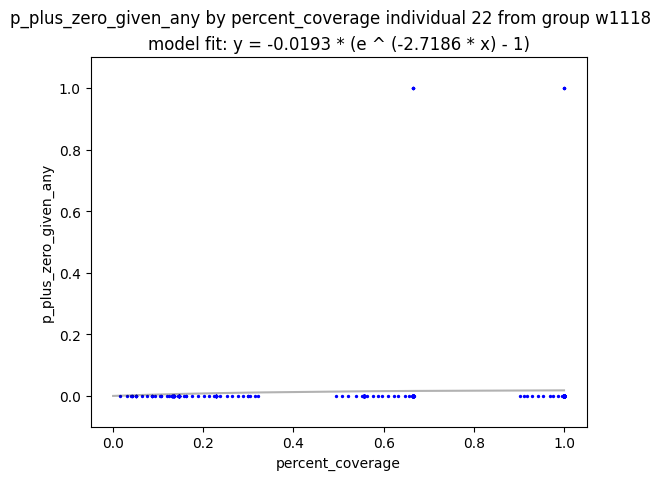 p_plus_zero_given_any by percent_coverage individual 22 from group w1118
model fit: y = -0.0193 * (e ^ (-2.7186 * x) - 1)
1.0
0.8
0.6
0.4
0.2
0.0
p_plus_zero_given_any
0.0 0.2 0.4 0.6 0.8 1.0
percent_coverage